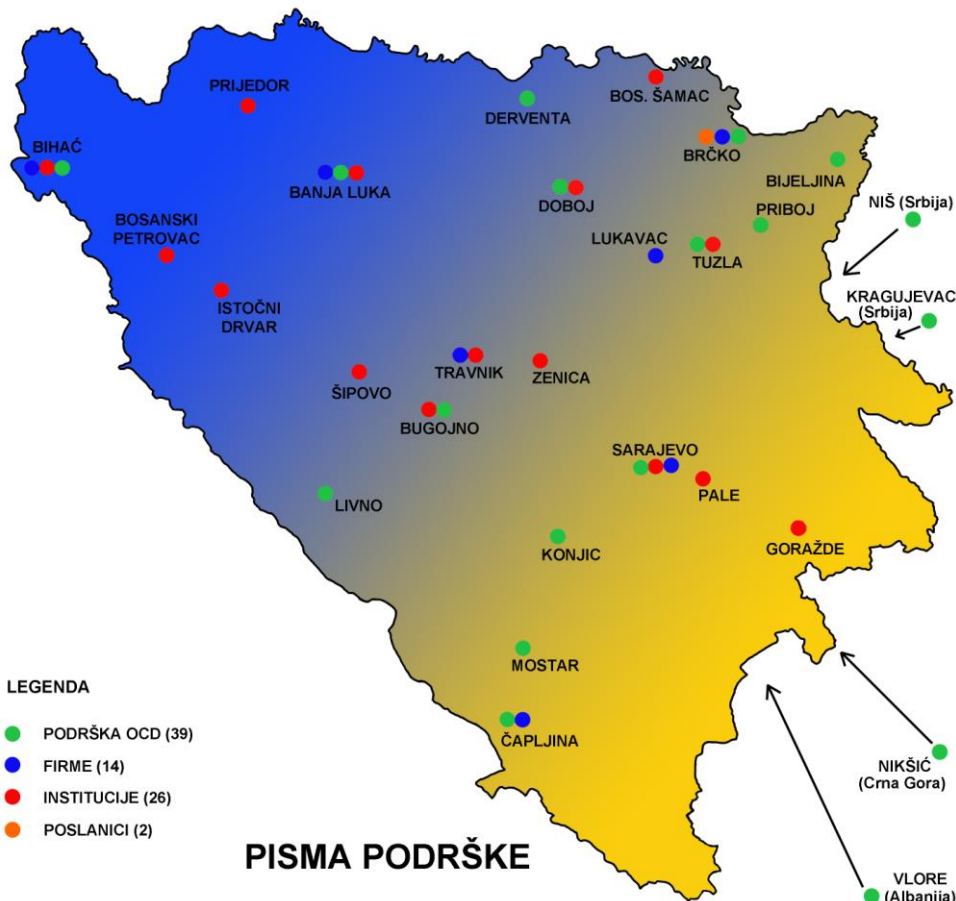 PRIJEDOR
BOS. ŠAMAC
DERVENTA
BIHAĆ
BRČKO
BANJA LUKA
BIJELJINA
DOBOJ
PRIBOJ
NIŠ (Srbija)
BOSANSKI
PETROVAC
LUKAVAC
TUZLA
ISTOČNI
DRVAR
KRAGUJEVAC
(Srbija)
TRAVNIK
ZENICA
ŠIPOVO
BUGOJNO
SARAJEVO
PALE
LIVNO
KONJIC
GORAŽDE
MOSTAR
ČAPLJINA
LEGENDA
PODRŠKA OCD (39)
FIRME (14)
INSTITUCIJE (26)
POSLANICI (2)
PISMA PODRŠKE
NIKŠIĆ
(Crna Gora)
VLORE
(Albanija)